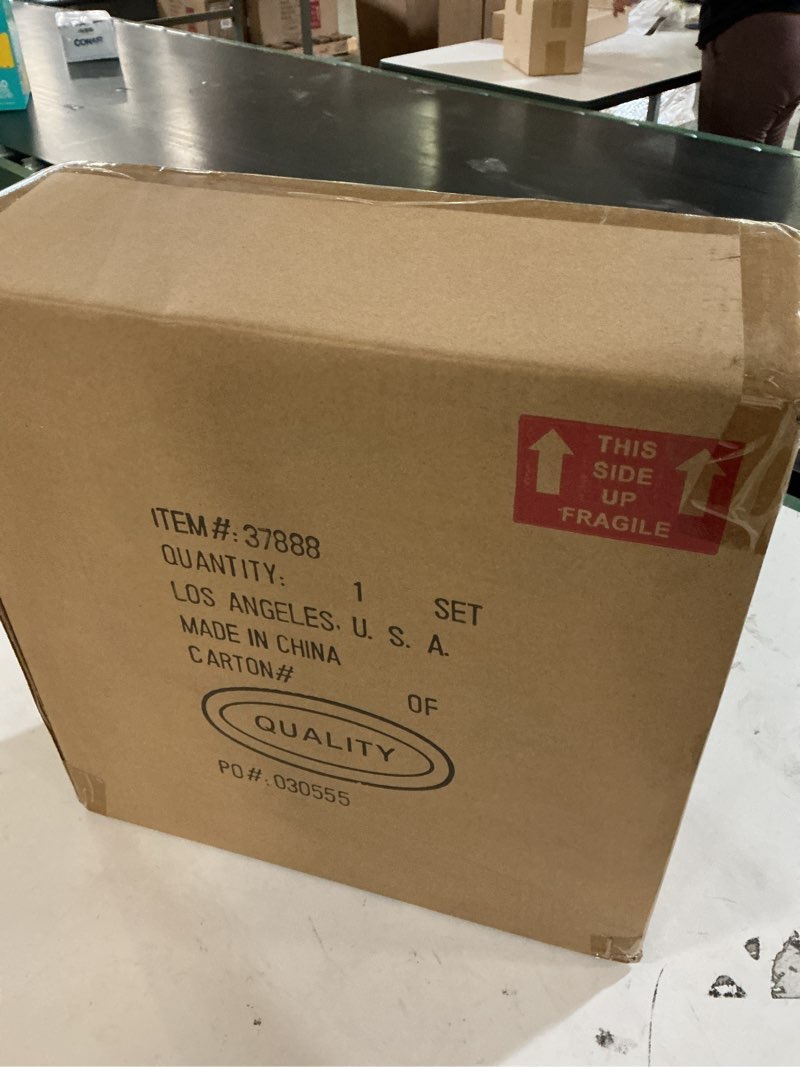 CONAIR
THIS
SIDE
UP
FRAGILE
ITEM#: 37888
QUANTITY: 1 SET
LOS ANGELES, U. S. A.
MADE IN CHINA
CARTON# OF
QUALITY
PO#: 030555